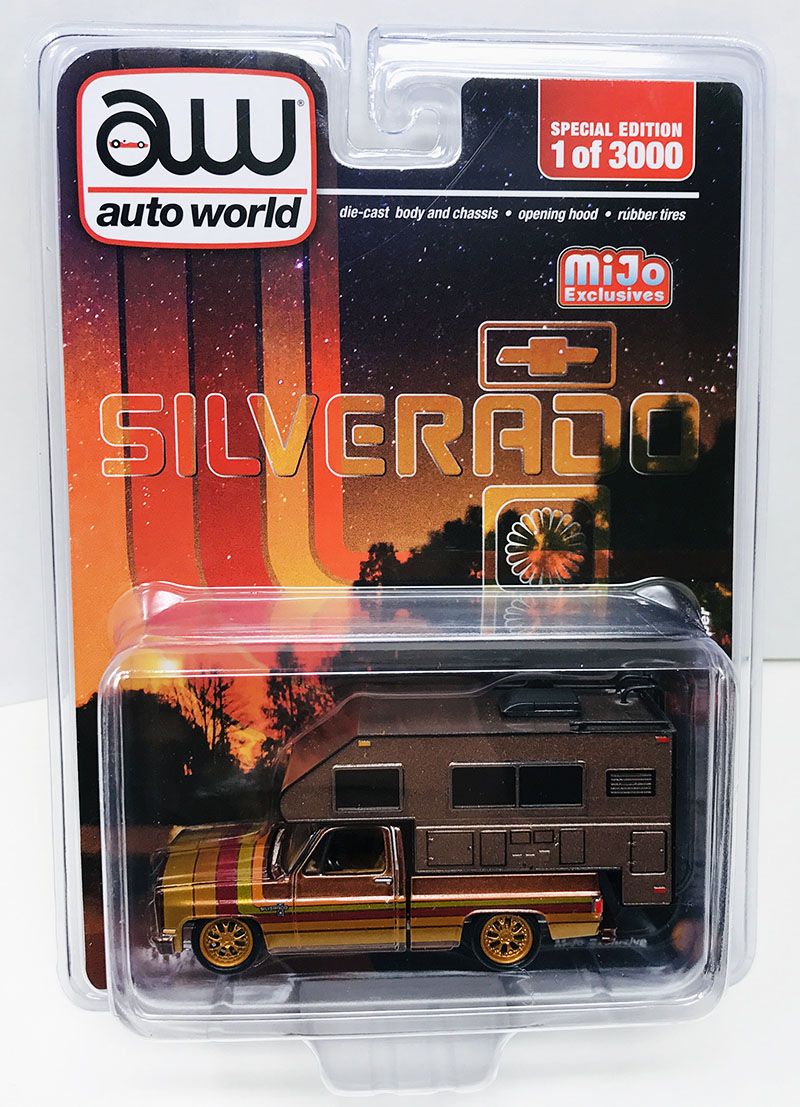 aw®
auto world
SPECIAL EDITION
1 of 3000
die-cast body and chassis • opening hood • rubber tires
MiJo
Exclusives
SILVERADO
SILVERADO